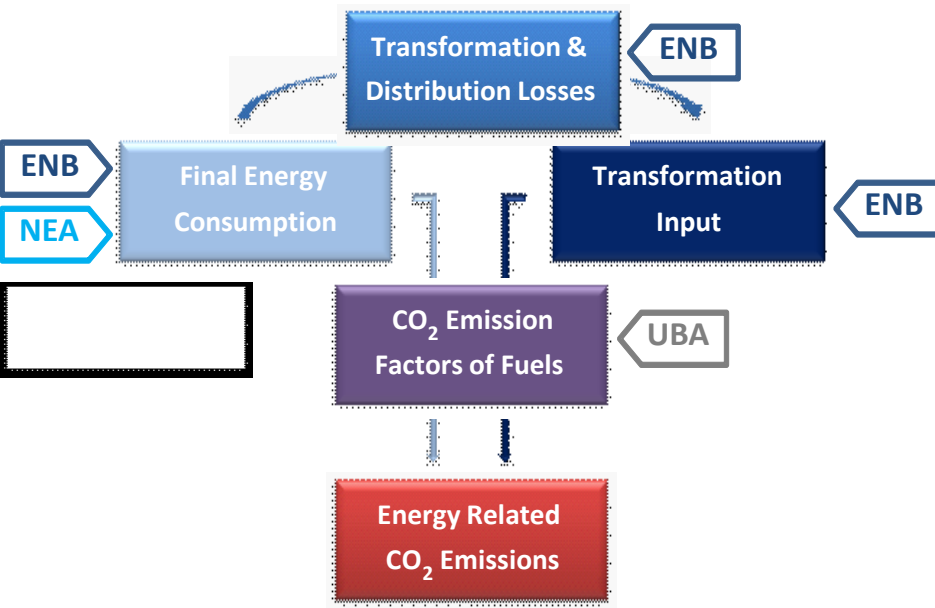 Transformation &
Distribution Losses
ENB
ENB
NEA
Final Energy
Consumption
Transformation
Input
ENB
CO₂ Emission
Factors of Fuels
UBA
Energy Related
CO₂ Emissions